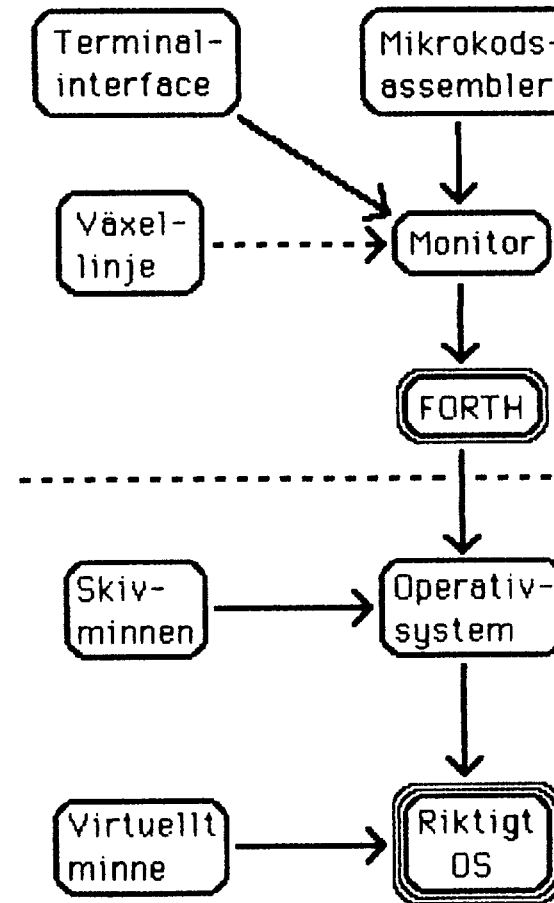 Terminal-
interface
Mikrokods-
assembler
Växel-
linje
Monitor
FORTH
Skiv-
minnen
Operativ-
system
Virtuellt
minne
Riktigt
OS